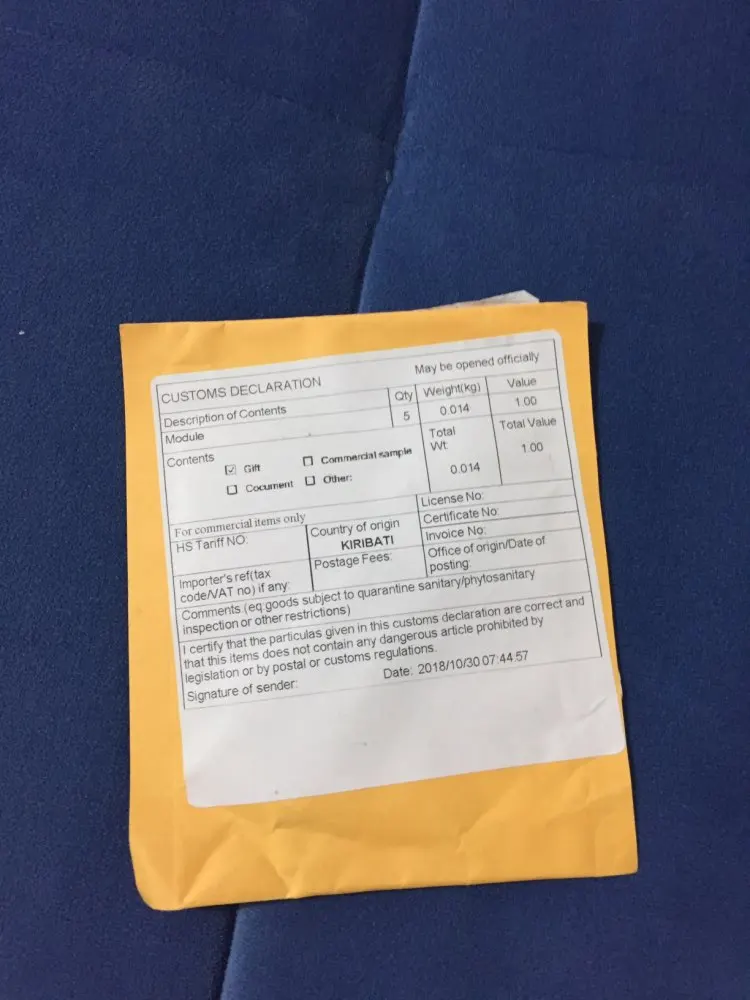 CUSTOMS DECLARATION
May be opened officially
Description of Contents
Qty
Weight(kg)
Value
Module
5
0.014
1.00
Contents
☑ Gift
☐ Commercial sample
☐ Cocument
☐ Other:
Total
Wt
Total Value
0.014
1.00
For commercial items only
HS Tariff NO:
Country of origin
KIRIBATI
License No:
Certificate No:
Importer's ref(tax
code/VAT no) if any:
Postage Fees:
Invoice No:
Office of origin/Date of
posting:
Comments (eq:goods subject to quarantine sanitary/phytosanitary
inspection or other restrictions)
I certify that the particulas given in this customs declaration are correct and
that this items does not contain any dangerous article prohibited by
legislation or by postal or customs regulations.
Signature of sender:
Date: 2018/10/30 07:44:57